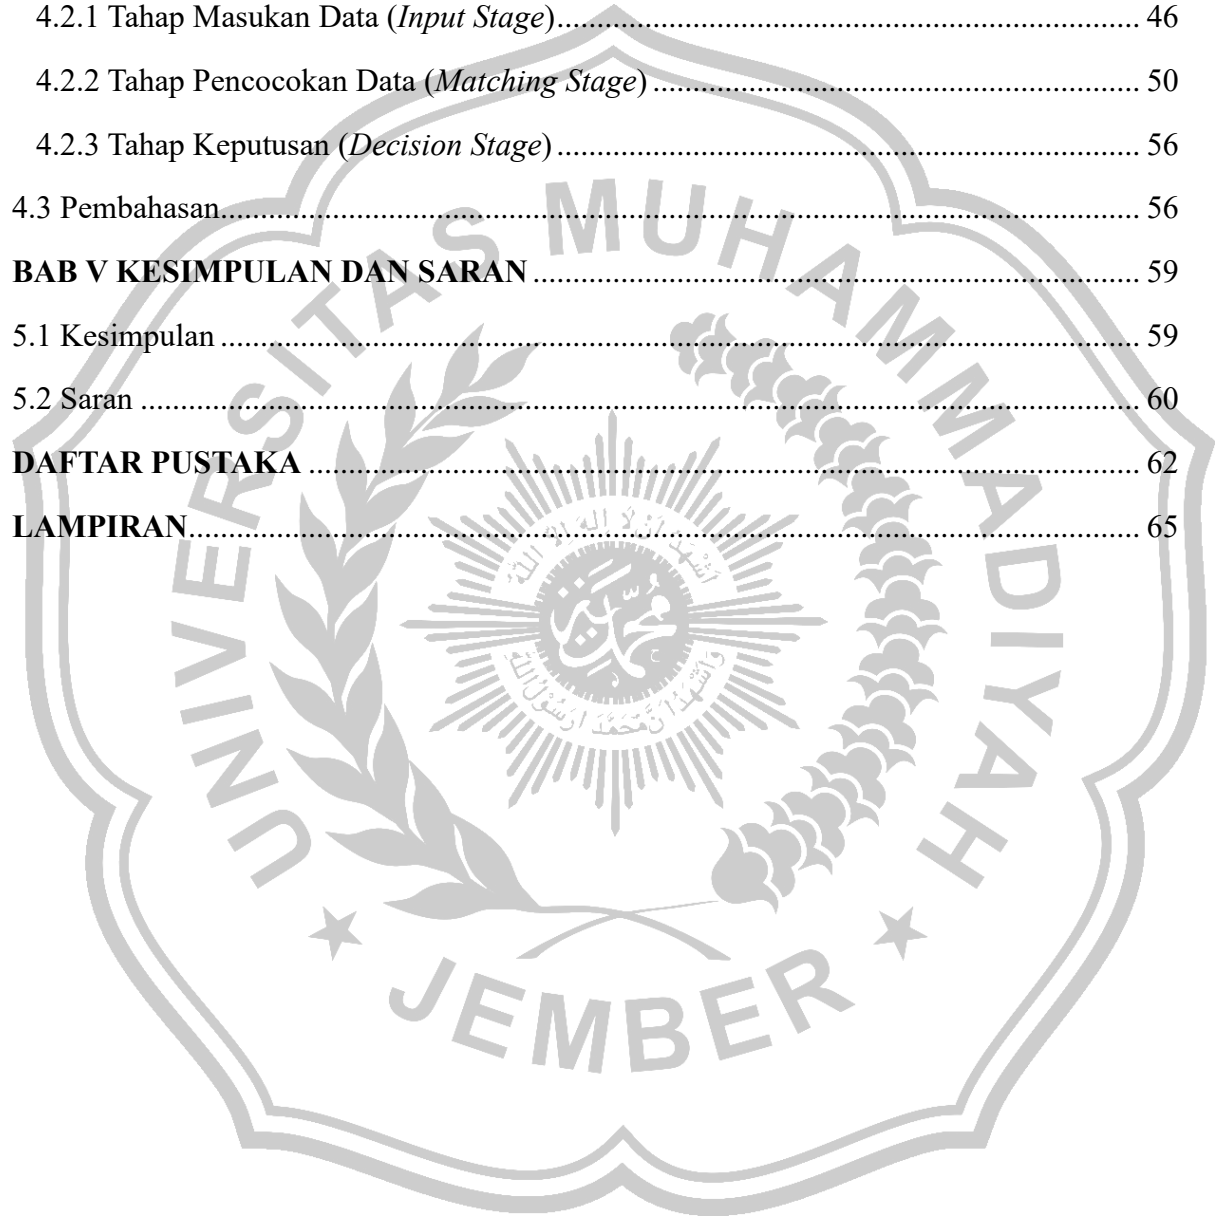 4.2.1 Tahap Masukan Data (Input Stage)........................................................................... 46
4.2.2 Tahap Pencocokan Data (Matching Stage) ............................................................... 50
4.2.3 Tahap Keputusan (Decision Stage) ........................................................................... 56
4.3 Pembahasan...................................................................................................................... 56
BAB V KESIMPULAN DAN SARAN .............................................................................. 59
5.1 Kesimpulan ...................................................................................................................... 59
5.2 Saran ................................................................................................................................ 60
DAFTAR PUSTAKA .......................................................................................................... 62
LAMPIRAN......................................................................................................................... 65
UNIVERSITAS MUHAMMADIYAH
JEMBER